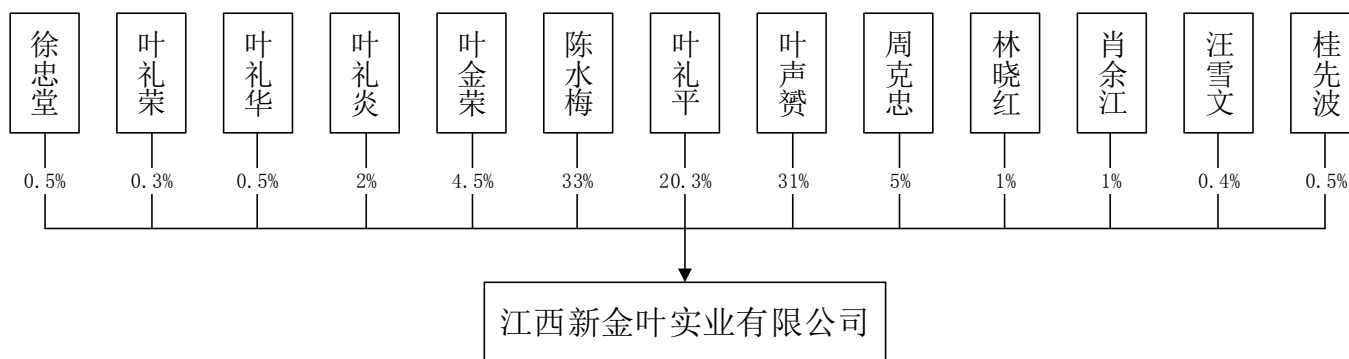 徐忠堂
叶礼荣
叶礼华
叶礼炎
叶金荣
陈水梅
叶礼平
叶声赟
周克忠
林晓红
肖余江
汪雪文
桂先波
0.5%
0.3%
0.5%
2%
4.5%
33%
20.3%
31%
5%
1%
1%
0.4%
0.5%
江西新金叶实业有限公司